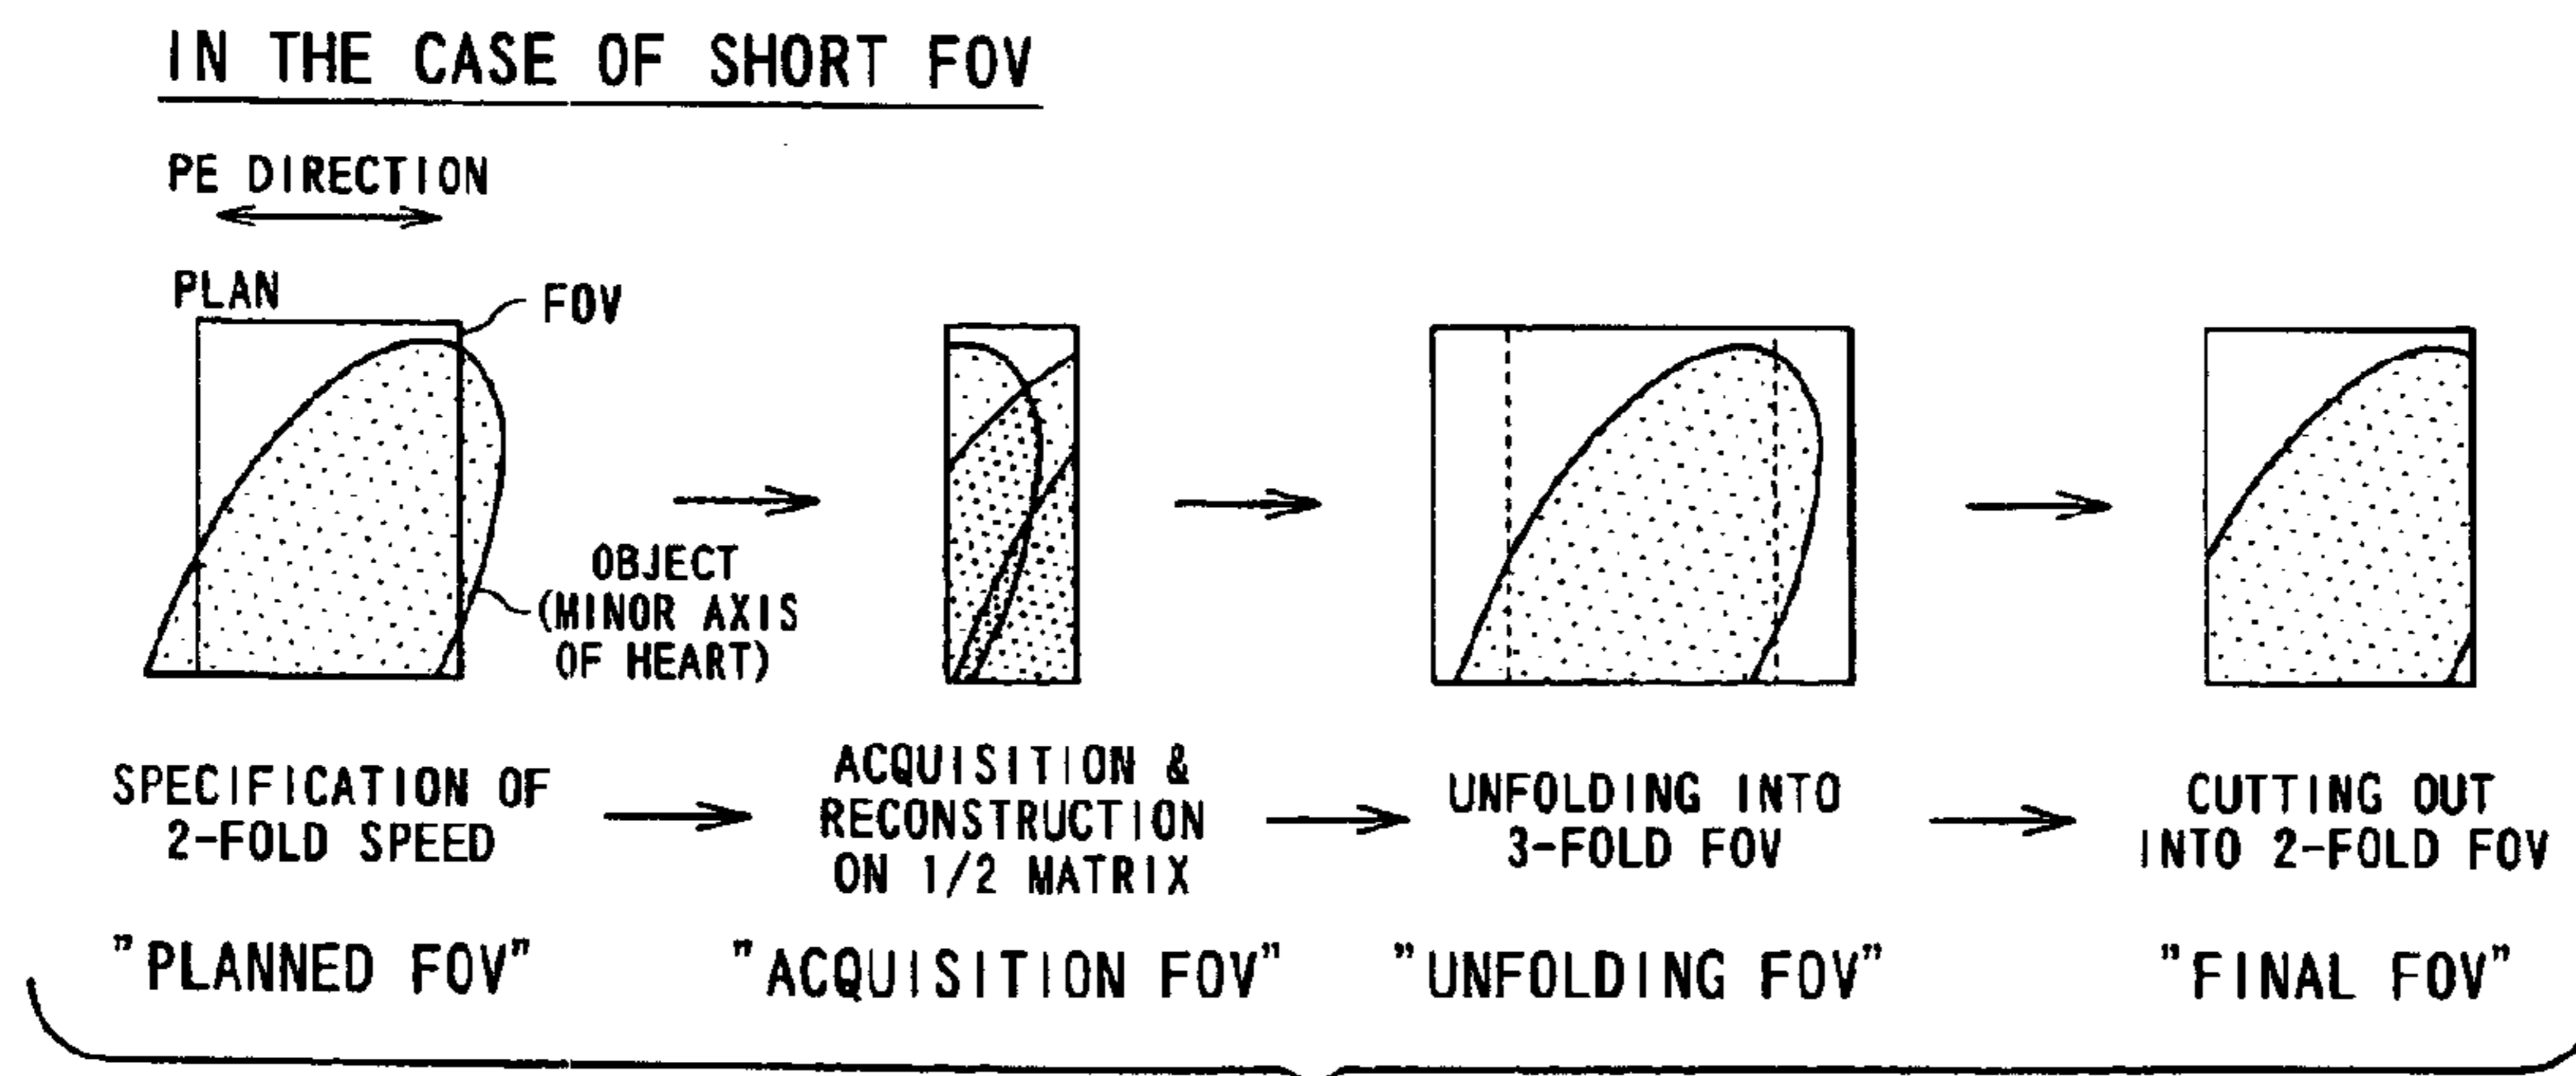 IN THE CASE OF SHORT FOV
PE DIRECTION
PLAN
FOV
OBJECT
(MINOR AXIS
OF HEART)
SPECIFICATION OF
2-FOLD SPEED
ACQUISITION &
RECONSTRUCTION
ON 1/2 MATRIX
UNFOLDING INTO
3-FOLD FOV
CUTTING OUT
INTO 2-FOLD FOV
"PLANNED FOV"
"ACQUISITION FOV"
"UNFOLDING FOV"
"FINAL FOV"